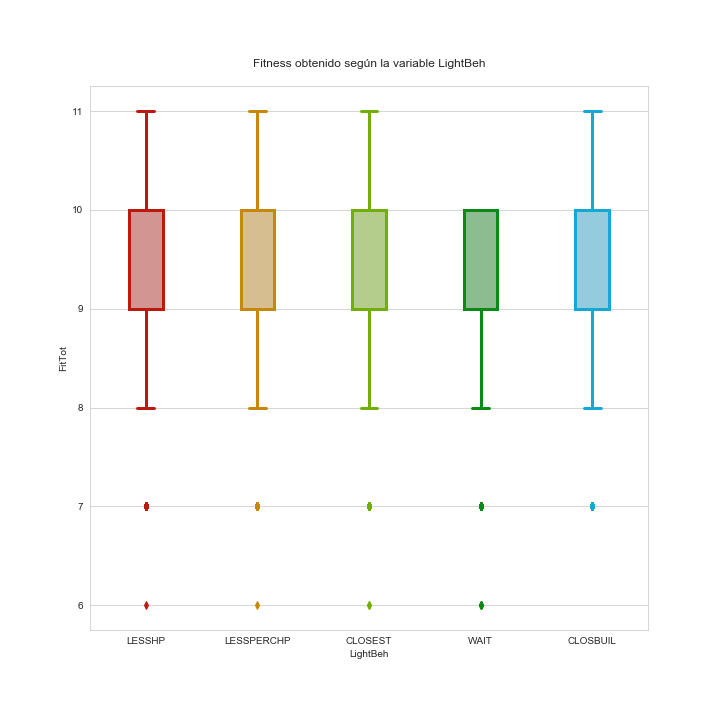 Fitness obtenido según la variable LightBeh
11
10
9
8
7
6
FitTot
LESSHP LESSPERCHP CLOSEST WAIT CLOSBUIL
LightBeh